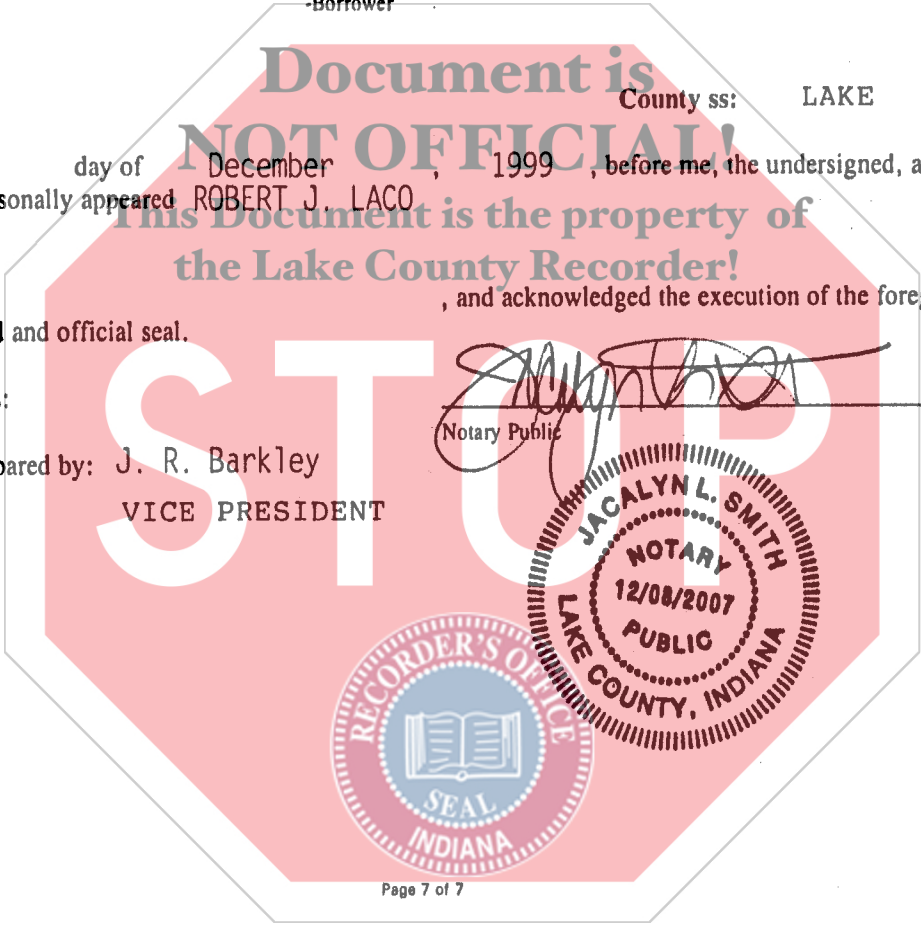 -Borrower
Document is
County ss: LAKE
NOT OFFICIAL!
day of December , 1999 , before me, the undersigned, a
sonally appeared ROBERT J. LACO
This Document is the property of
the Lake County Recorder!
, and acknowledged the execution of the fore
and official seal.
STOP
Notary Public
pared by: J. R. Barkley
VICE PRESIDENT
JACALYN L. SMITH
NOTARY
12/08/2007
PUBLIC
LAKE COUNTY, INDIANA
RECORDER'S OFFICE
SEAL
INDIANA
Page 7 of 7